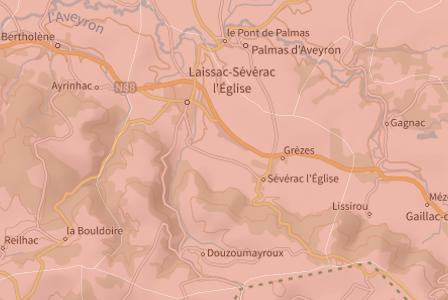 l'Aveyron
Bertholène
le Pont de Palmas
Palmas d'Aveyron
Laissac-Sévérac
l'Église
Ayrinhac
N88
Gagnac
Grèzes
Sévérac l'Église
Lissirou
Gaillac-d
la Bouldoire
Reilhac
Douzoumayroux